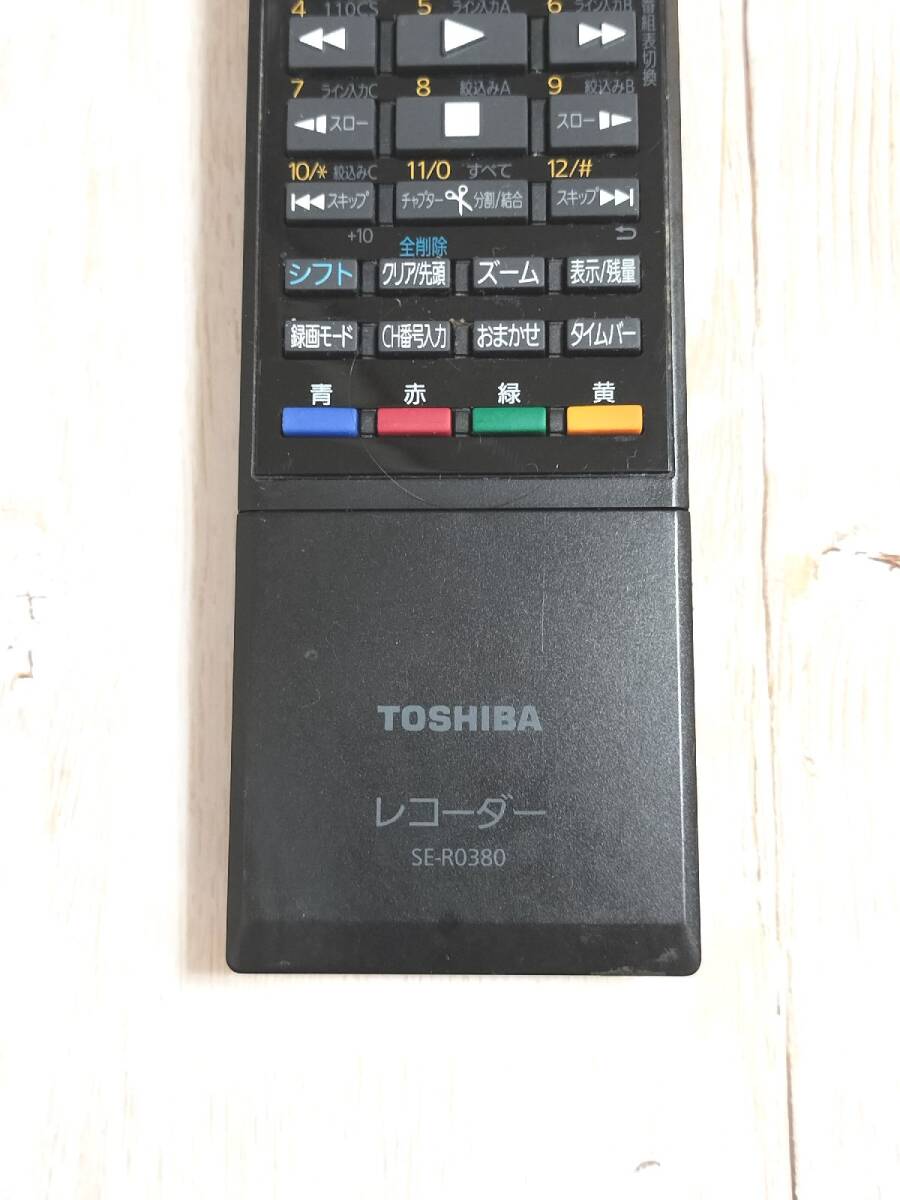 4 110CS 5 ライン入力A 6 ライン入力B
番組表切換
7 ライン入力C 8 絞込みA 9 絞込みB
スロー スロー
10/* 絞込みC 11/0 すべて 12/#
スキップ チャプター 分割/結合 スキップ
+10
全削除
シフト クリア/先頭 ズーム 表示/残量
録画モード CH番号入力 おまかせ タイムバー
青 赤 緑 黄
TOSHIBA
レコーダー
SE-R0380